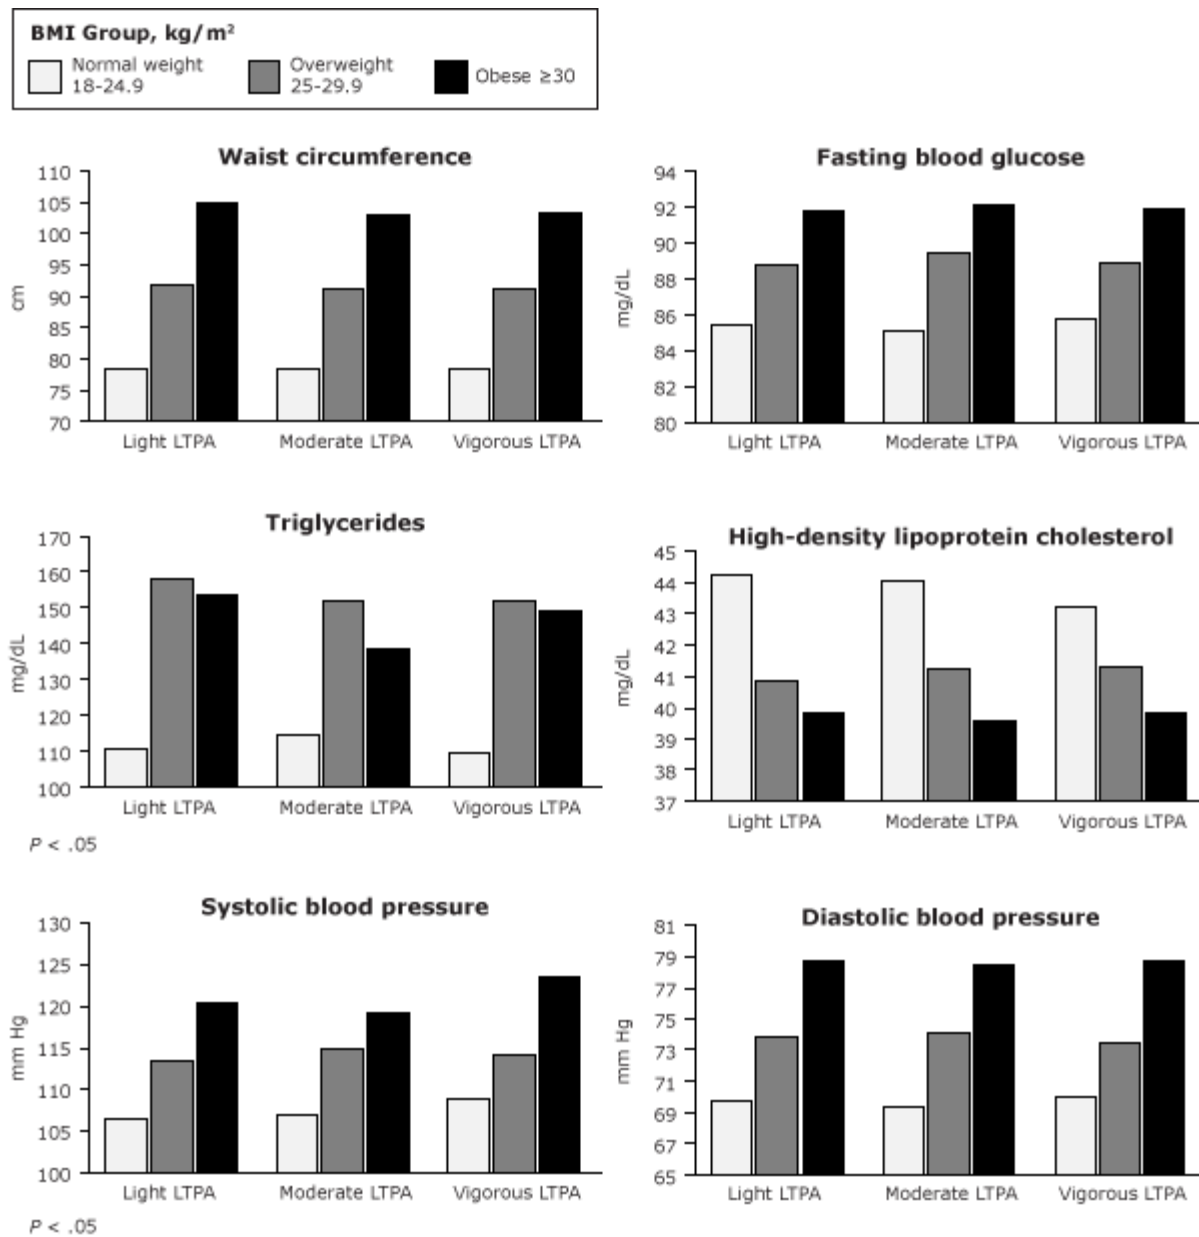 BMI Group, kg/m²
Normal weight
18-24.9
Overweight
25-29.9
Obese ≥30
Waist circumference
110
105
100
95
90
85
80
75
70
cm
Light LTPA Moderate LTPA Vigorous LTPA
Fasting blood glucose
94
92
90
88
86
84
82
80
mg/dL
Light LTPA Moderate LTPA Vigorous LTPA
Triglycerides
170
160
150
140
130
120
110
100
mg/dL
Light LTPA Moderate LTPA Vigorous LTPA
P < .05
High-density lipoprotein cholesterol
45
44
43
42
41
40
39
38
37
mg/dL
Light LTPA Moderate LTPA Vigorous LTPA
Systolic blood pressure
130
125
120
115
110
105
100
mm Hg
Light LTPA Moderate LTPA Vigorous LTPA
P < .05
Diastolic blood pressure
81
79
77
75
73
71
69
67
65
mm Hg
Light LTPA Moderate LTPA Vigorous LTPA